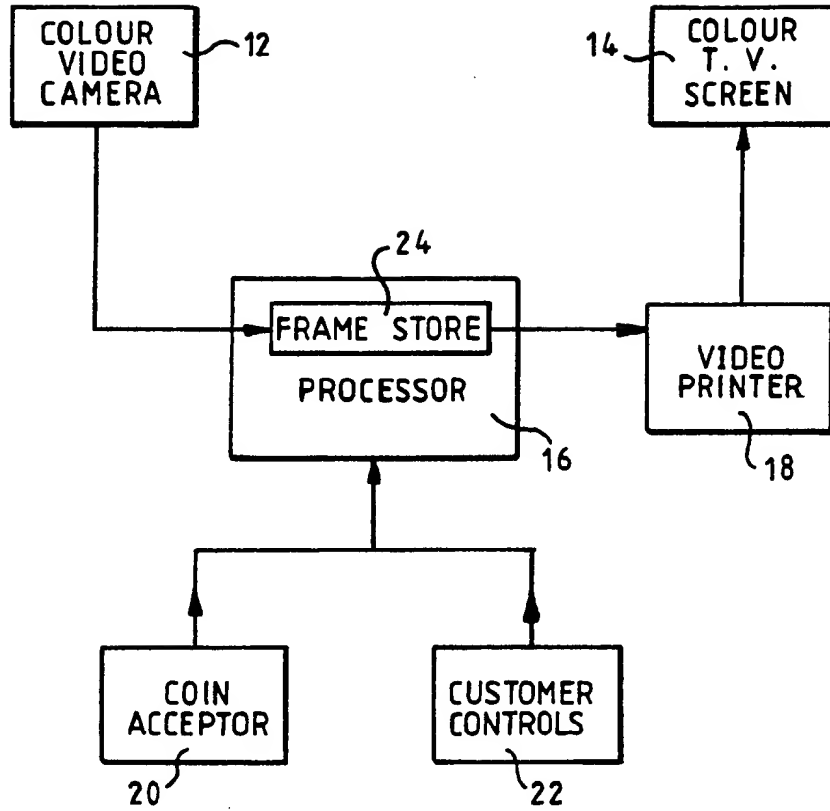 COLOUR
VIDEO
CAMERA
12
14
COLOUR
T. V.
SCREEN
24
FRAME STORE
PROCESSOR
16
VIDEO
PRINTER
18
COIN
ACCEPTOR
20
CUSTOMER
CONTROLS
22